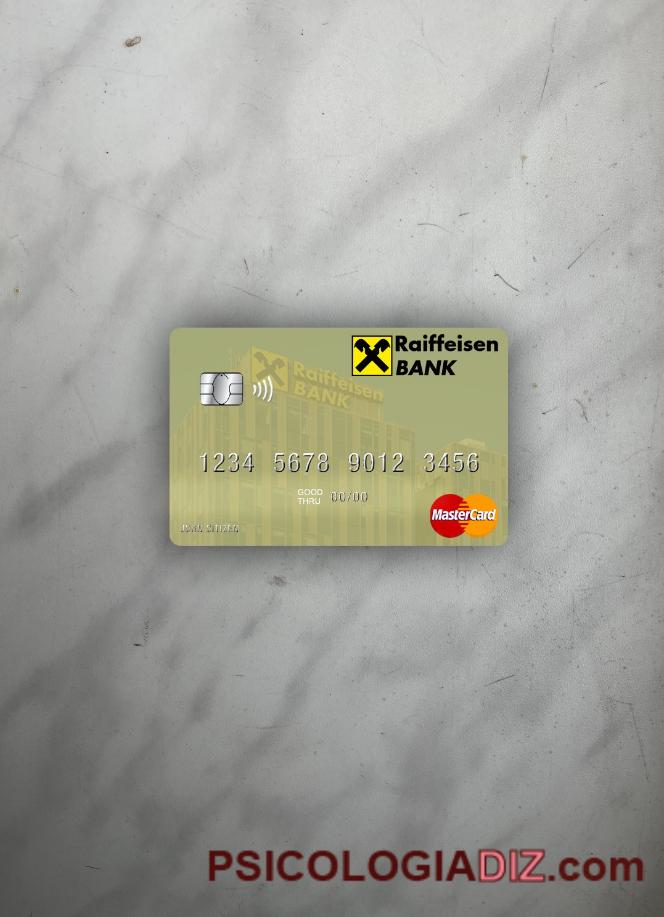 Raiffeisen
BANK
Raiffeisen
BANK
1234 5678 9012 3456
GOOD
THRU 00/00
MasterCard
PSICOLOGIADIZ.com